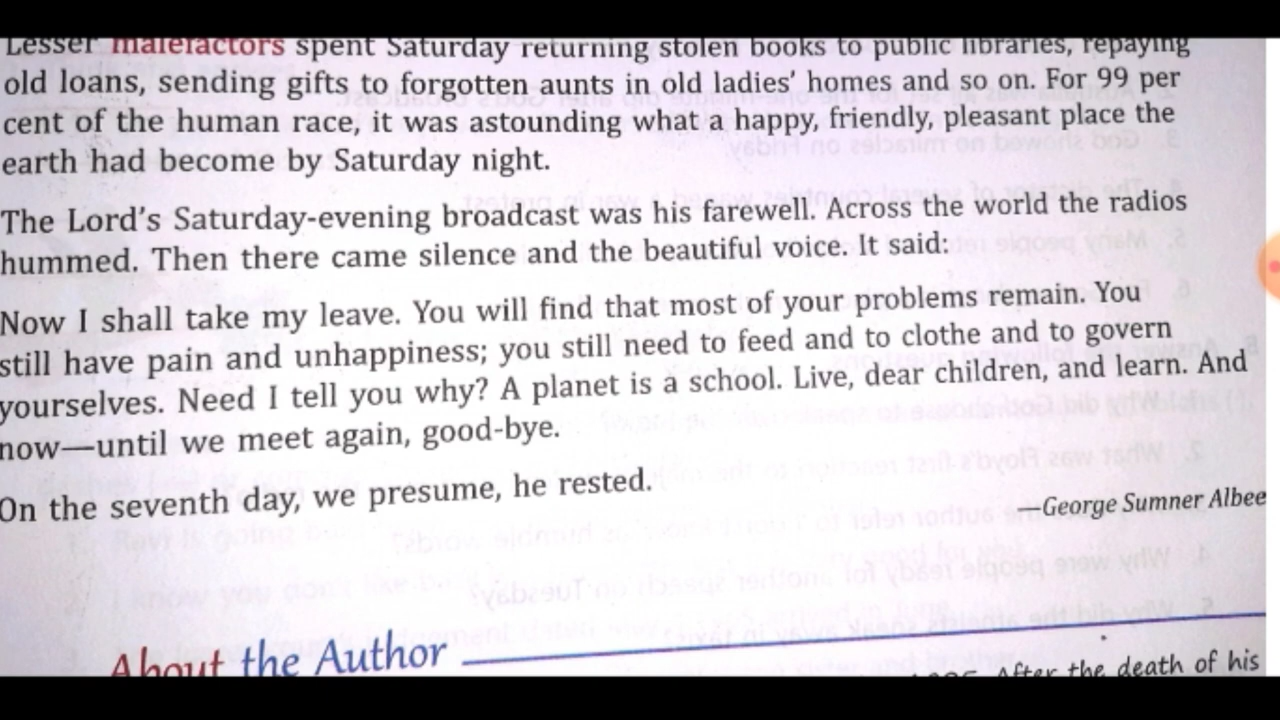 Lesser malefactors spent Saturday returning stolen books to public libraries, repaying
old loans, sending gifts to forgotten aunts in old ladies' homes and so on. For 99 per
cent of the human race, it was astounding what a happy, friendly, pleasant place the
earth had become by Saturday night.
The Lord's Saturday-evening broadcast was his farewell. Across the world the radios
hummed. Then there came silence and the beautiful voice. It said:
Now I shall take my leave. You will find that most of your problems remain. You
still have pain and unhappiness; you still need to feed and to clothe and to govern
yourselves. Need I tell you why? A planet is a school. Live, dear children, and learn. And
now—until we meet again, good-bye.
On the seventh day, we presume, he rested.
—George Sumner Albee
About the Author
After the death of his